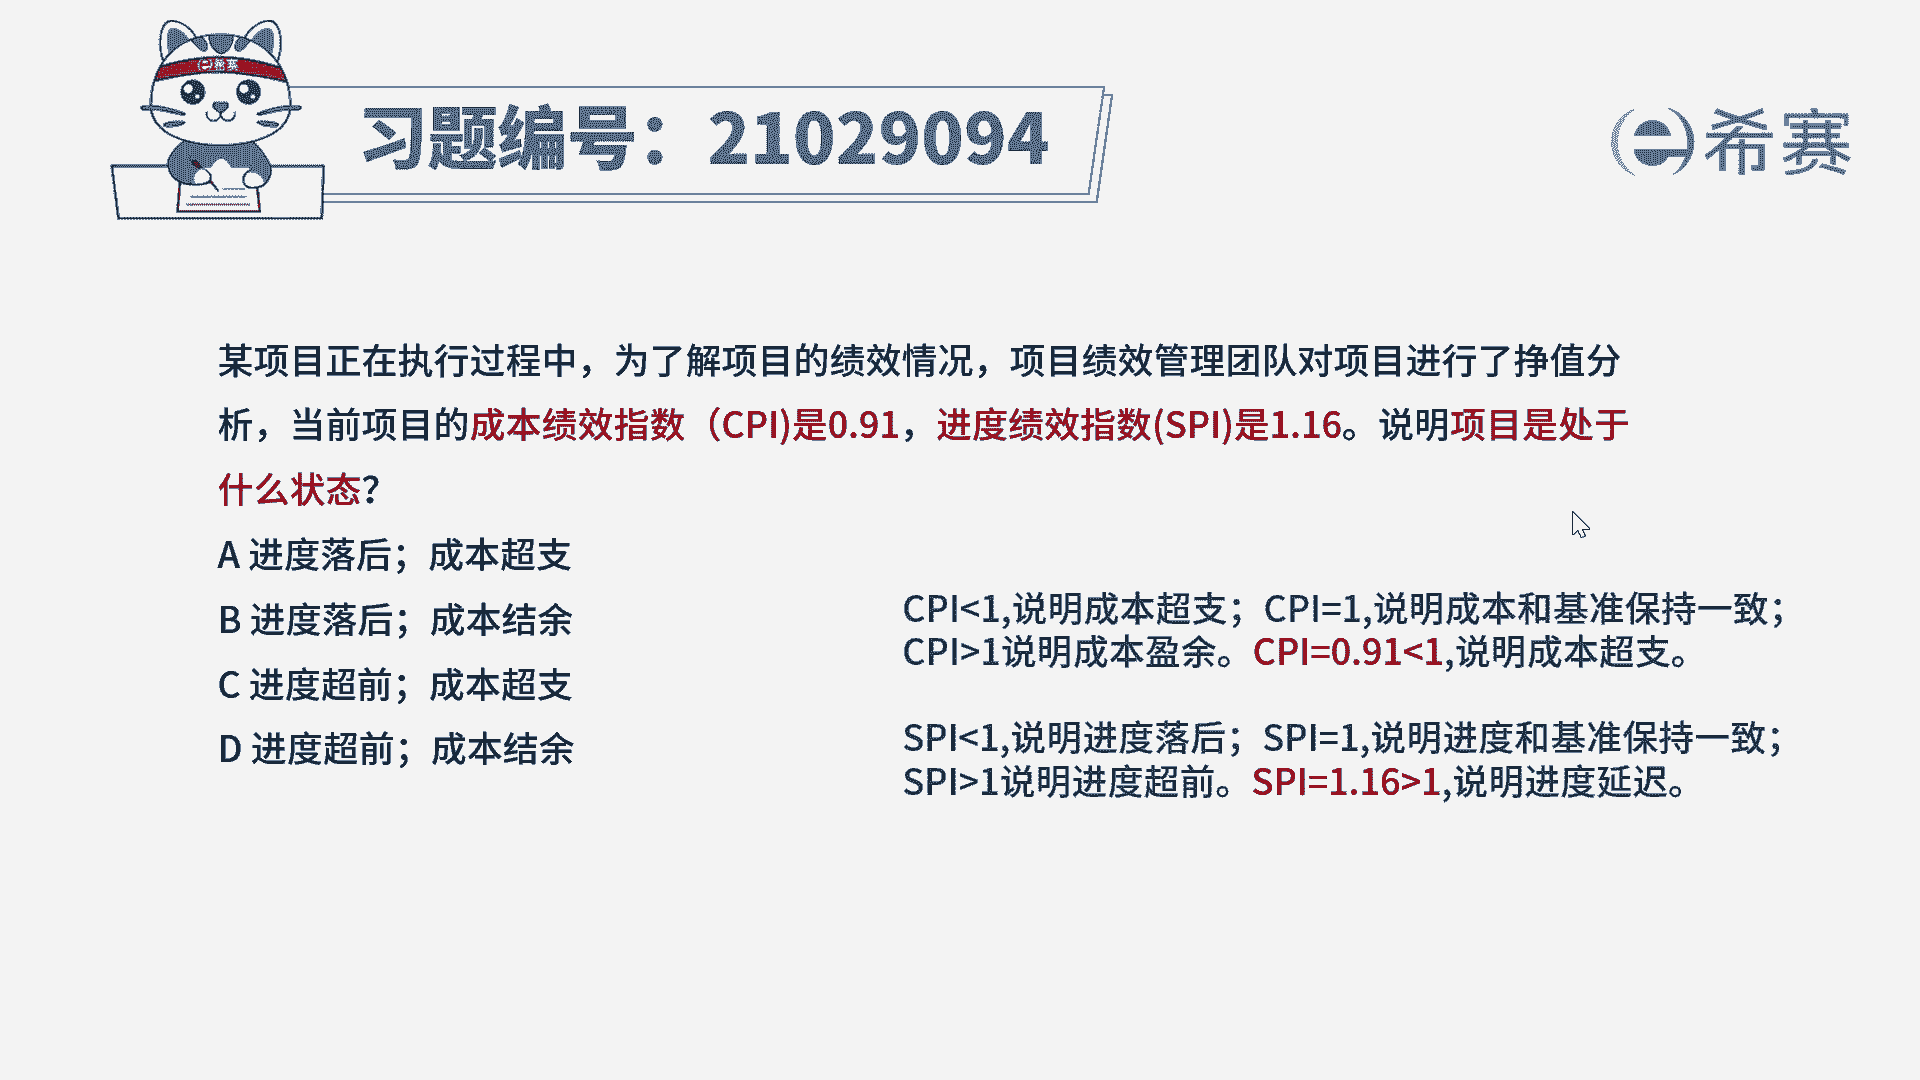 希赛
习题编号：21029094
希赛
某项目正在执行过程中，为了解项目的绩效情况，项目绩效管理团队对项目进行了挣值分
析，当前项目的成本绩效指数（CPI)是0.91，进度绩效指数(SPI)是1.16。说明项目是处于
什么状态？
A 进度落后；成本超支
B 进度落后；成本结余
C 进度超前；成本超支
D 进度超前；成本结余
CPI<1,说明成本超支；CPI=1,说明成本和基准保持一致；
CPI>1说明成本盈余。CPI=0.91<1,说明成本超支。
SPI<1,说明进度落后；SPI=1,说明进度和基准保持一致；
SPI>1说明进度超前。SPI=1.16>1,说明进度延迟。